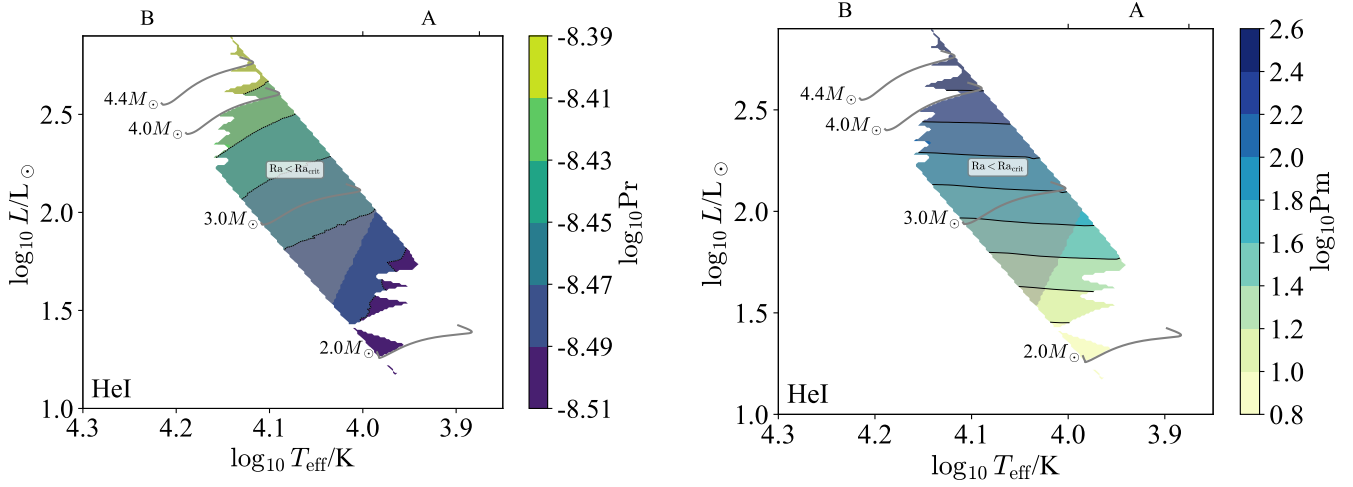 B A
-8.39
-8.41
-8.43
-8.45
-8.47
-8.49
-8.51
log₁₀Pr
2.5
2.0
1.5
1.0
log₁₀ L/L☉
4.4M☉
4.0M☉
Ra < Ra_crit
3.0M☉
2.0M☉
HeI
4.3 4.2 4.1 4.0 3.9
log₁₀ T_eff/K
B A
2.6
2.4
2.2
2.0
1.8
1.6
1.4
1.2
1.0
0.8
log₁₀Pm
2.5
2.0
1.5
1.0
log₁₀ L/L☉
4.4M☉
4.0M☉
Ra < Ra_crit
3.0M☉
2.0M☉
HeI
4.3 4.2 4.1 4.0 3.9
log₁₀ T_eff/K